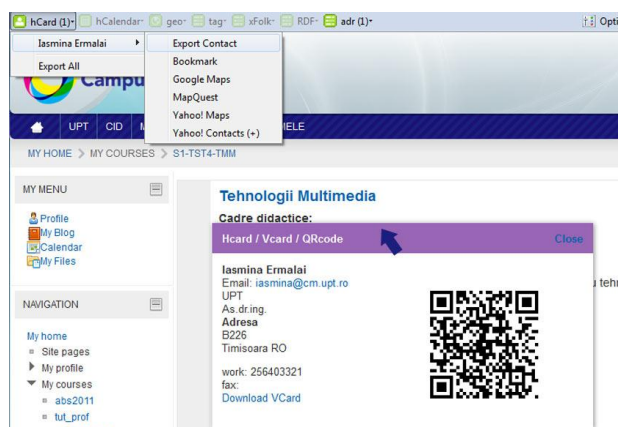 hCard (1)· hCalendar· geo· tag· xFolk· RDF· adr (1)· Opti
Iasmina Ermalai
Export All
Export Contact
Bookmark
Google Maps
MapQuest
Yahoo! Maps
Yahoo! Contacts (+)
Campu
UPT CID M ELE
MY HOME > MY COURSES > S1-TST4-TMM
MY MENU
Profile
My Blog
Calendar
My Files
NAVIGATION
My home
Site pages
My profile
My courses
abs2011
tut_prof
Tehnologii Multimedia
Cadre didactice:
Hcard / Vcard / QRcode Close
Iasmina Ermalai
Email: iasmina@cm.upt.ro
UPT
As.dr.ing.
Adresa
B226
Timisoara RO
work: 256403321
fax:
Download VCard
u tehn